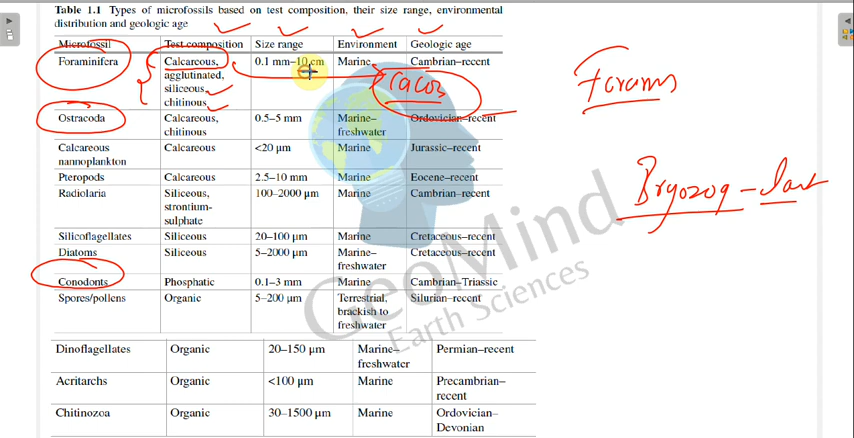 Table 1.1 Types of microfossils based on test composition, their size range, environmental
distribution and geologic age
Microfossil Test composition Size range Environment Geologic age
Foraminifera Calcareous, 0.1 mm–10 cm Marine Cambrian–recent
agglutinated,
siliceous,
chitinous
Ostracoda Calcareous, 0.5–5 mm Marine– Ordovician–recent
chitinous freshwater
Calcareous Calcareous <20 μm Marine Jurassic–recent
nannoplankton
Pteropods Calcareous 2.5–10 mm Marine Eocene–recent
Radiolaria Siliceous, 100–2000 μm Marine Cambrian–recent
strontium-
sulphate
Silicoflagellates Siliceous 20–100 μm Marine Cretaceous–recent
Diatoms Siliceous 5–2000 μm Marine– Cretaceous–recent
freshwater
Conodonts Phosphatic 0.1–3 mm Marine Cambrian–Triassic
Spores/pollens Organic 5–200 μm Terrestrial, Silurian–recent
brackish to
freshwater
Dinoflagellates Organic 20–150 μm Marine– Permian–recent
freshwater
Acritarchs Organic <100 μm Marine Precambrian–
recent
Chitinozoa Organic 30–1500 μm Marine Ordovician–
Devonian
CaCO3
Forams
Bryozoa –
GeoMind
Earth Sciences